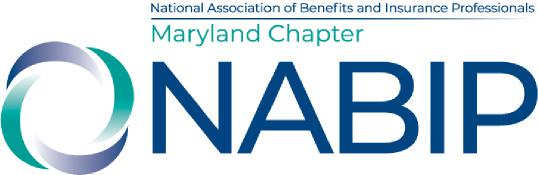 National Association of Benefits and Insurance Professionals
Maryland Chapter
NABIP